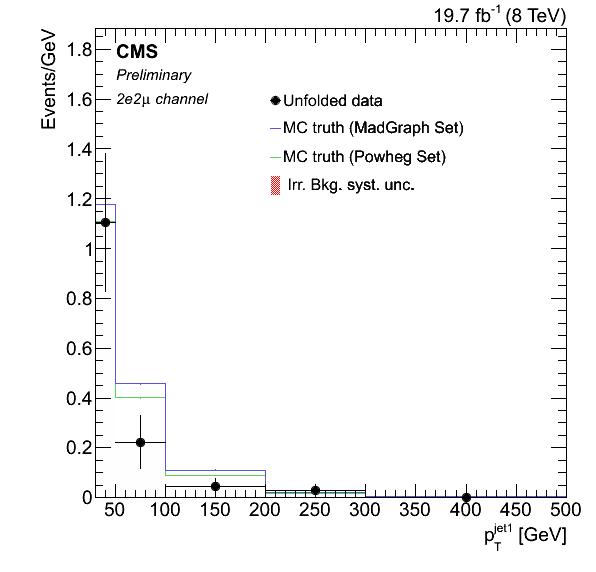 19.7 fb⁻¹ (8 TeV)
Events/GeV
CMS
Preliminary
2e2μ channel
Unfolded data
MC truth (MadGraph Set)
MC truth (Powheg Set)
Irr. Bkg. syst. unc.
1.8
1.6
1.4
1.2
1
0.8
0.6
0.4
0.2
0
50 100 150 200 250 300 350 400 450 500
p_T^jet1 [GeV]